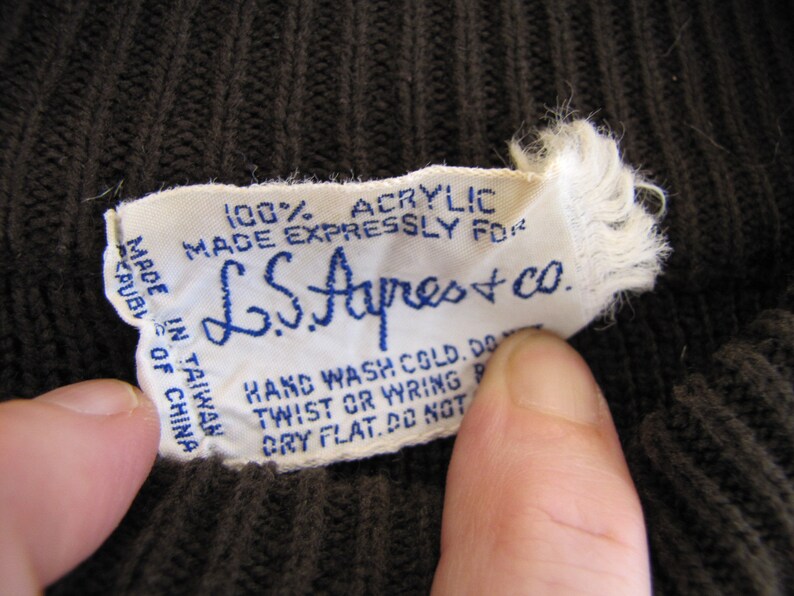 100% ACRYLIC
MADE EXPRESSLY FOR
L.S. Ayres + co.
HAND WASH COLD. DO NOT
TWIST OR WRING
DRY FLAT. DO NOT
MADE IN TAIWAN
REPUBLIC OF CHINA